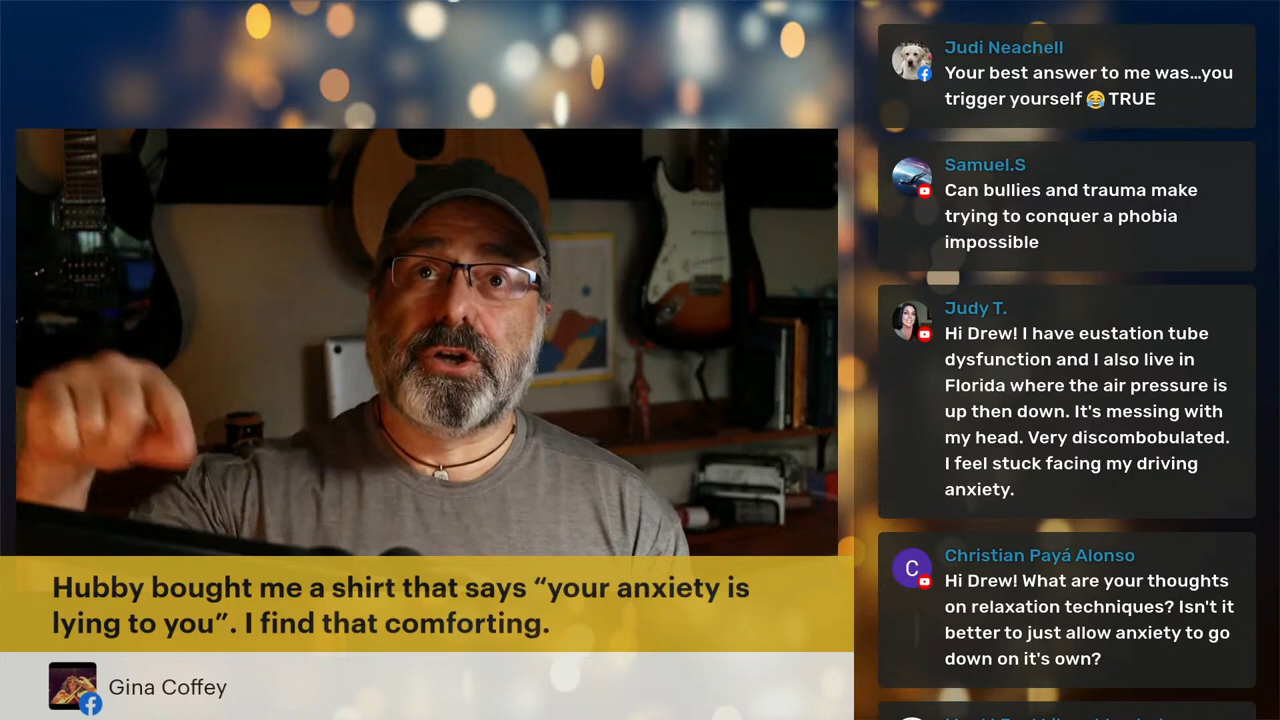 Judi Neachell
Your best answer to me was...you
trigger yourself 😂 TRUE
Samuel.S
Can bullies and trauma make
trying to conquer a phobia
impossible
Judy T.
Hi Drew! I have eustation tube
dysfunction and I also live in
Florida where the air pressure is
up then down. It's messing with
my head. Very discombobulated.
I feel stuck facing my driving
anxiety.
C
Christian Payá Alonso
Hi Drew! What are your thoughts
on relaxation techniques? Isn't it
better to just allow anxiety to go
down on it's own?
Hubby bought me a shirt that says “your anxiety is
lying to you”. I find that comforting.
Gina Coffey